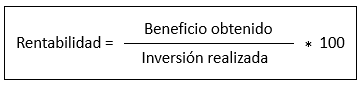 Beneficio obtenido
Rentabilidad = * 100
Inversión realizada